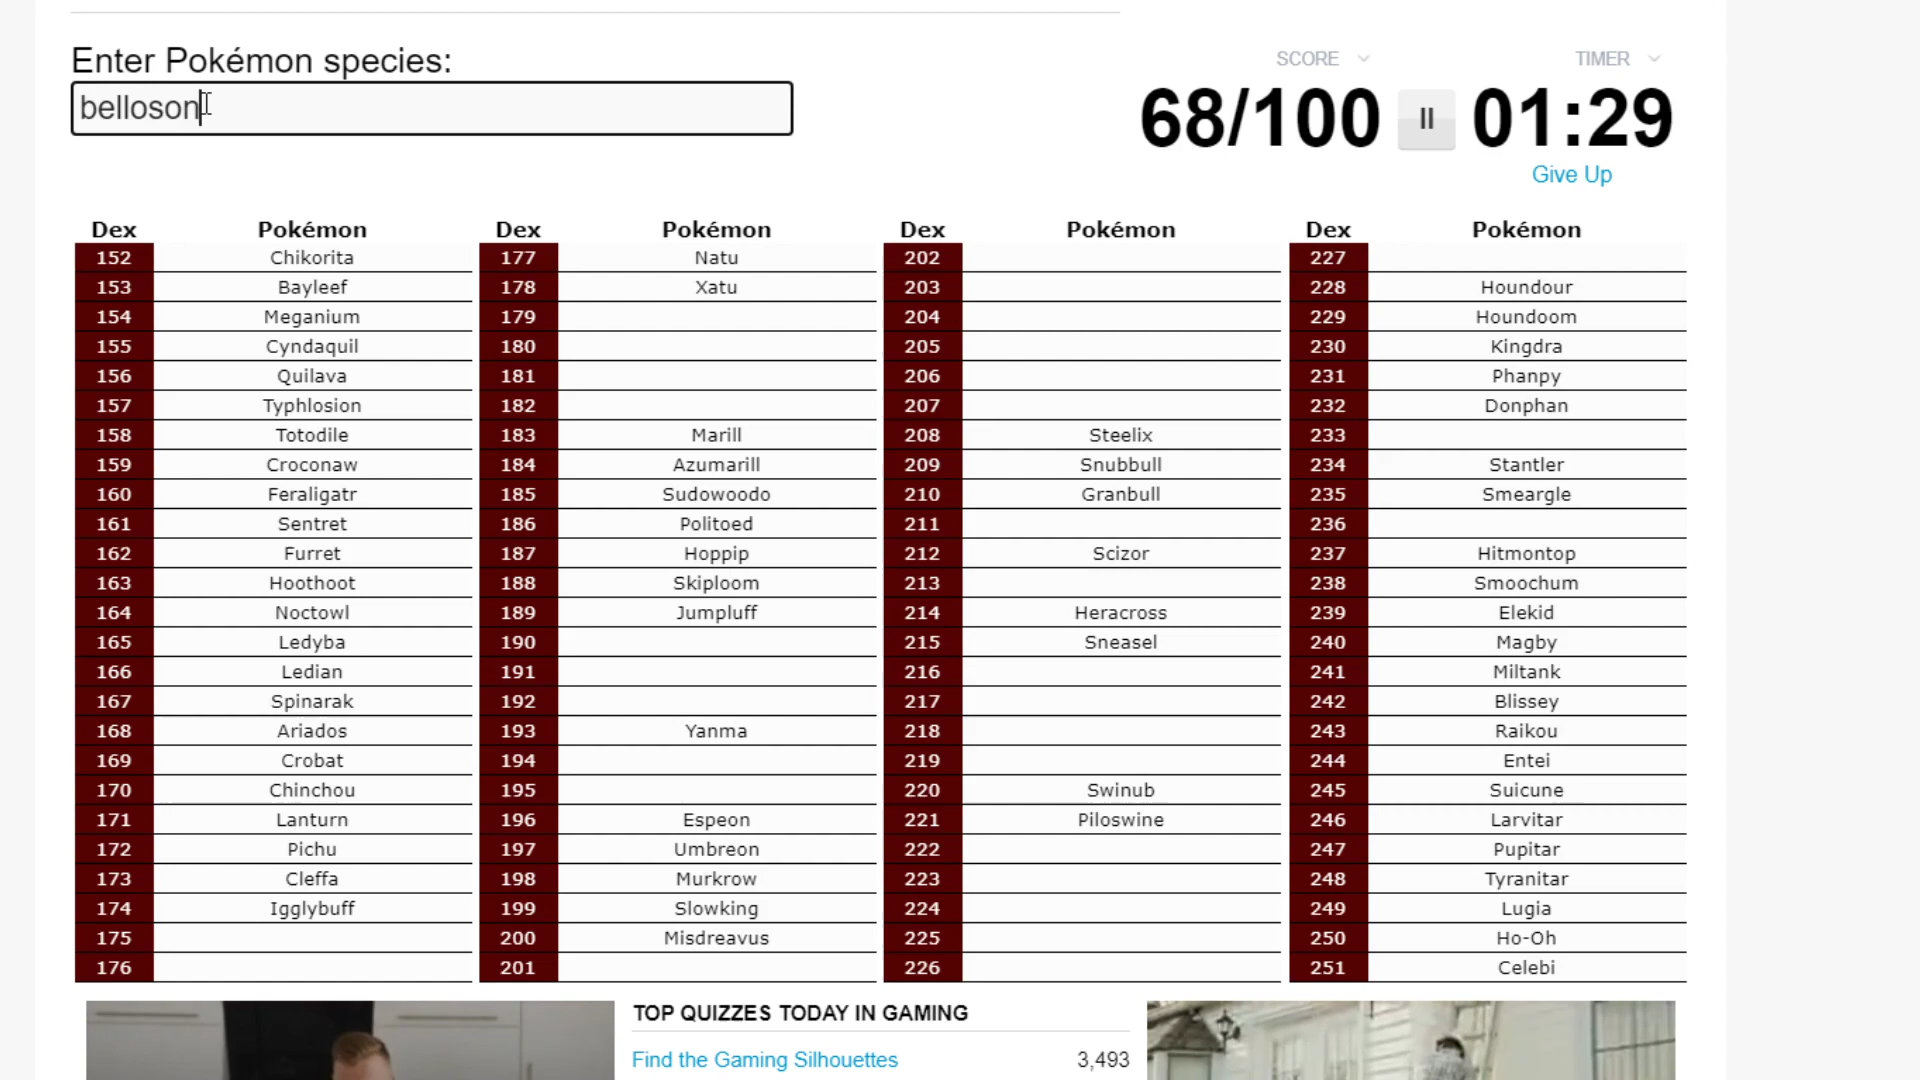 Enter Pokémon species:
belloson
SCORE
TIMER
68/100
01:29
Give Up
Dex Pokémon Dex Pokémon Dex Pokémon Dex Pokémon
152 Chikorita 177 Natu 202 227
153 Bayleef 178 Xatu 203 228 Houndour
154 Meganium 179 204 229 Houndoom
155 Cyndaquil 180 205 230 Kingdra
156 Quilava 181 206 231 Phanpy
157 Typhlosion 182 207 232 Donphan
158 Totodile 183 Marill 208 Steelix 233
159 Croconaw 184 Azumarill 209 Snubbull 234 Stantler
160 Feraligatr 185 Sudowoodo 210 Granbull 235 Smeargle
161 Sentret 186 Politoed 211 236
162 Furret 187 Hoppip 212 Scizor 237 Hitmontop
163 Hoothoot 188 Skiploom 213 238 Smoochum
164 Noctowl 189 Jumpluff 214 Heracross 239 Elekid
165 Ledyba 190 215 Sneasel 240 Magby
166 Ledian 191 216 241 Miltank
167 Spinarak 192 217 242 Blissey
168 Ariados 193 Yanma 218 243 Raikou
169 Crobat 194 219 244 Entei
170 Chinchou 195 220 Swinub 245 Suicune
171 Lanturn 196 Espeon 221 Piloswine 246 Larvitar
172 Pichu 197 Umbreon 222 247 Pupitar
173 Cleffa 198 Murkrow 223 248 Tyranitar
174 Igglybuff 199 Slowking 224 249 Lugia
175 200 Misdreavus 225 250 Ho-Oh
176 201 226 251 Celebi
TOP QUIZZES TODAY IN GAMING
Find the Gaming Silhouettes 3,493